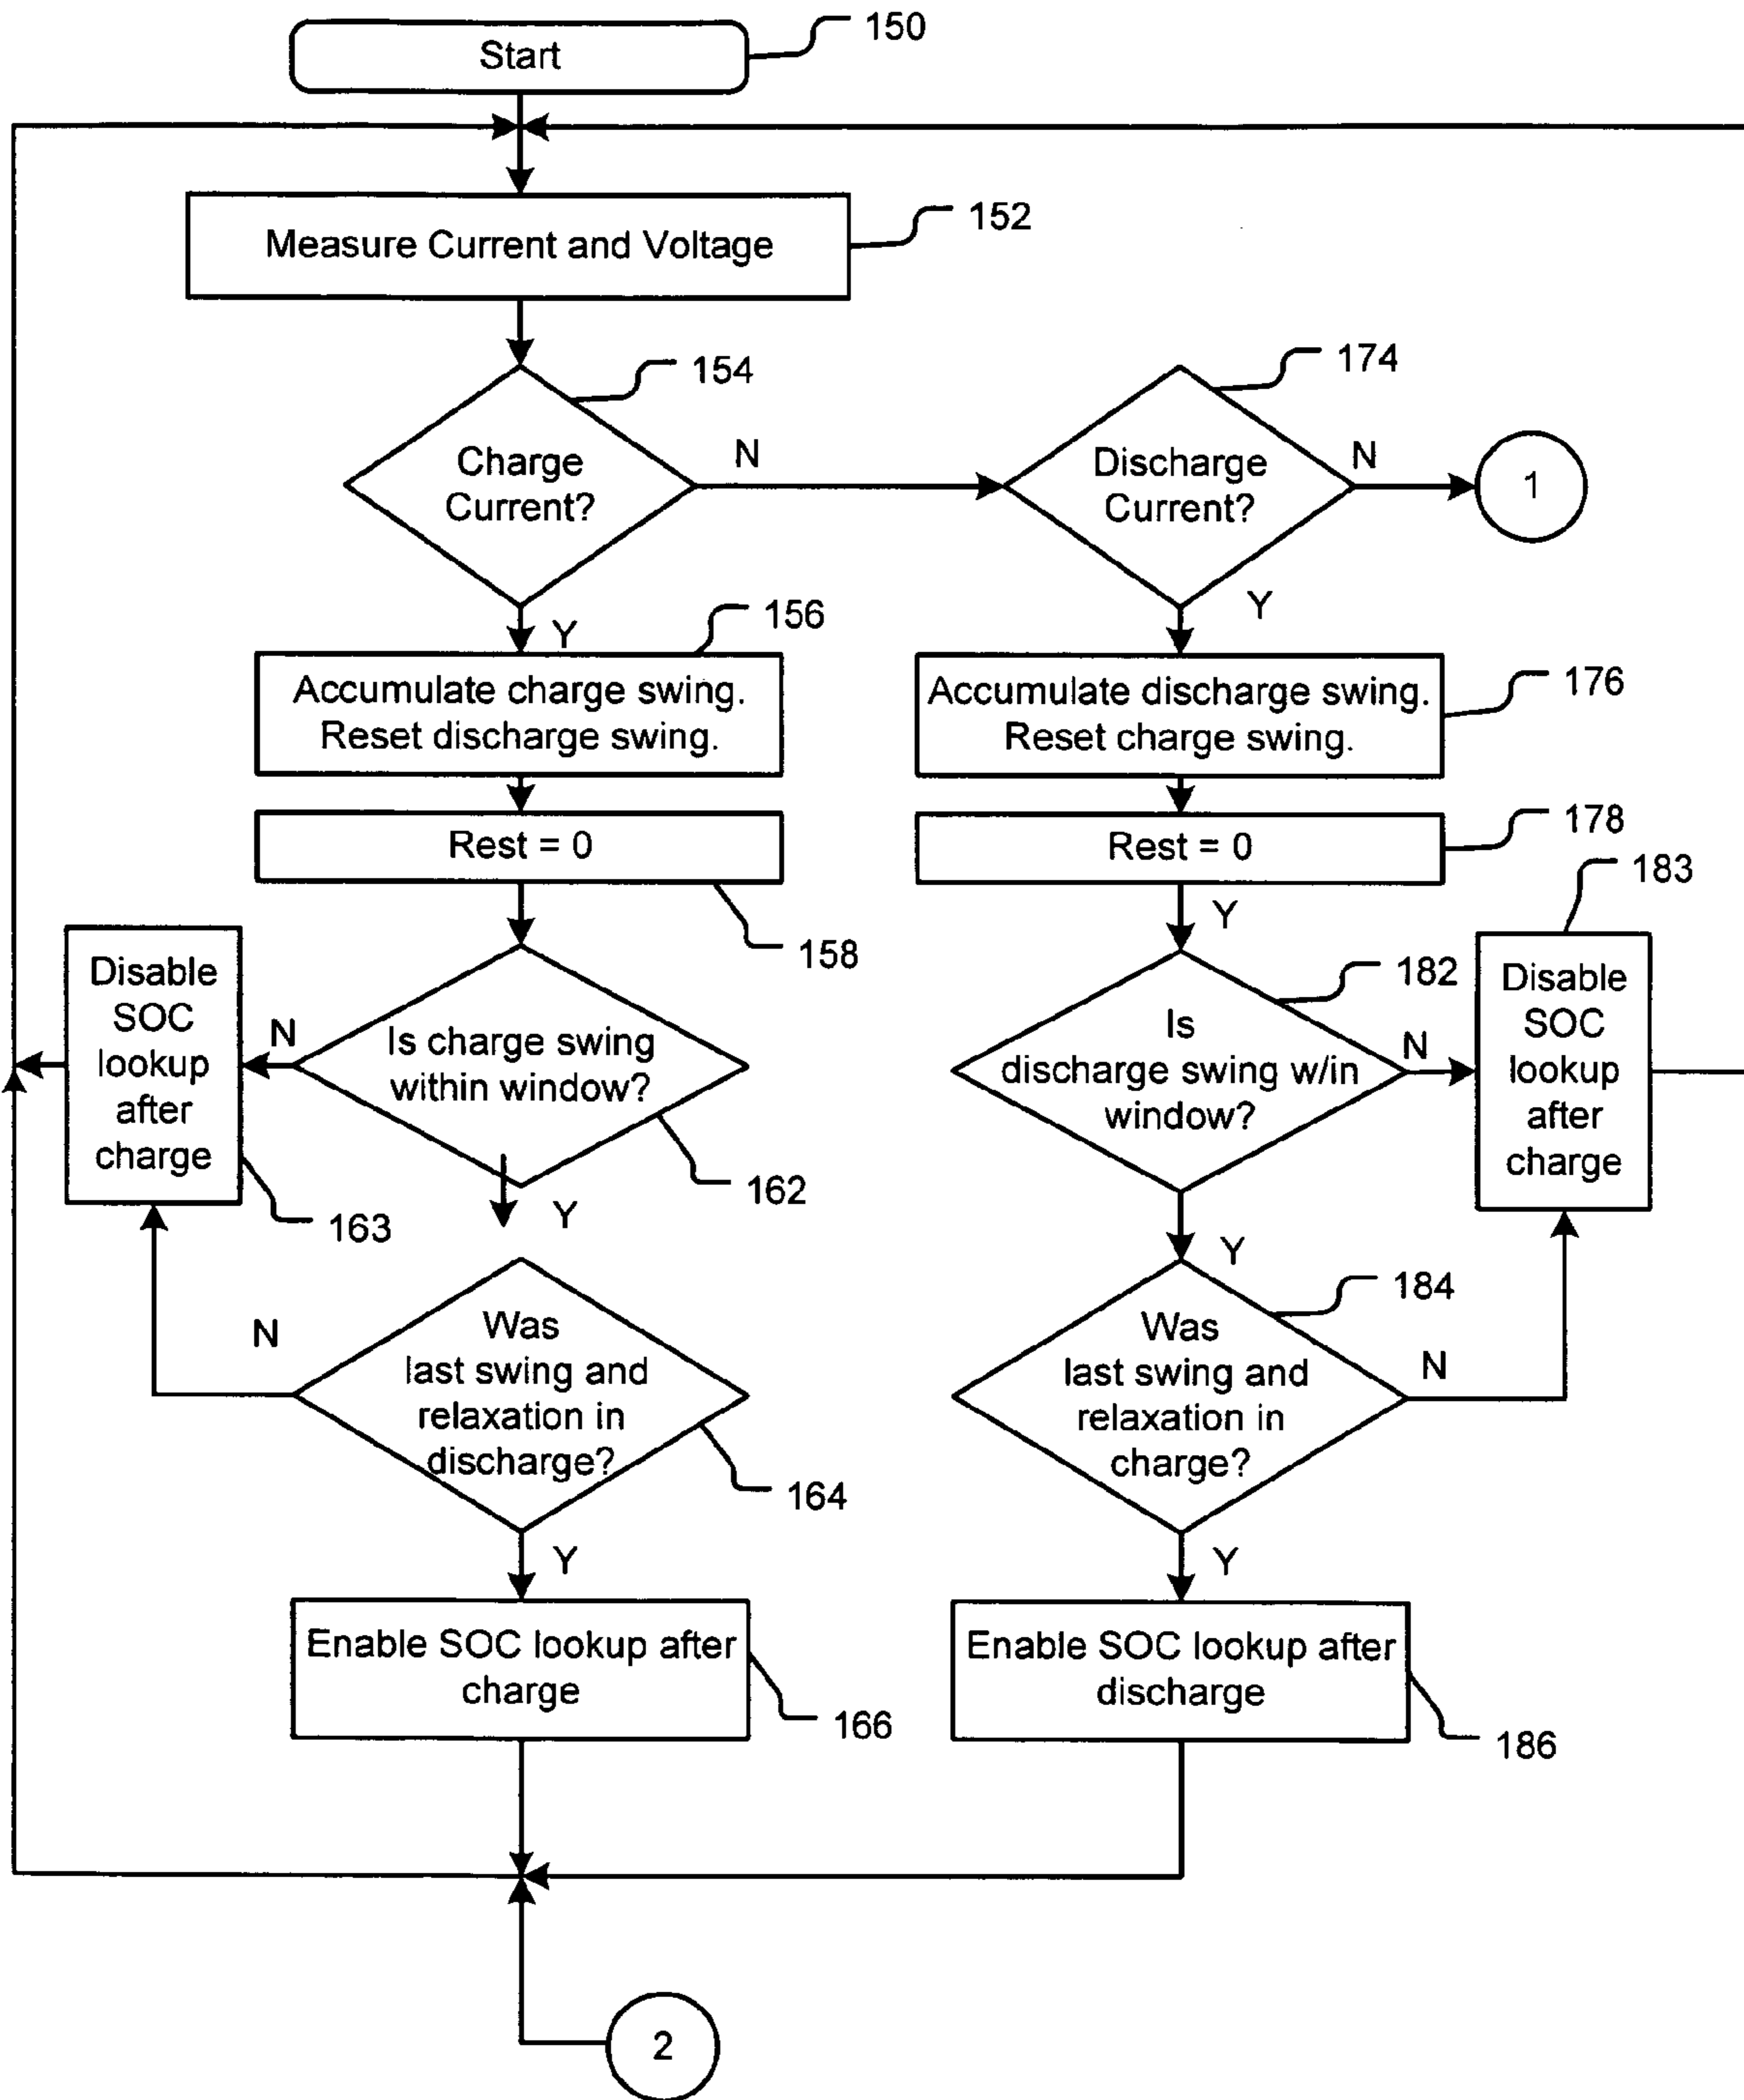 Start
150
Measure Current and Voltage
152
154
Charge
Current?
N
174
Discharge
Current?
N
1
Y
156
Accumulate charge swing.
Reset discharge swing.
Y
Accumulate discharge swing.
Reset charge swing.
176
Rest = 0
158
Rest = 0
178
183
Y
Disable
SOC
lookup
after
charge
N
Is charge swing
within window?
162
163
Y
182
Is
discharge swing w/in
window?
N
Disable
SOC
lookup
after
charge
Y
N
Was
last swing and
relaxation in
discharge?
164
184
Was
last swing and
relaxation in
charge?
N
Y
Enable SOC lookup after
charge
166
Y
Enable SOC lookup after
discharge
186
2